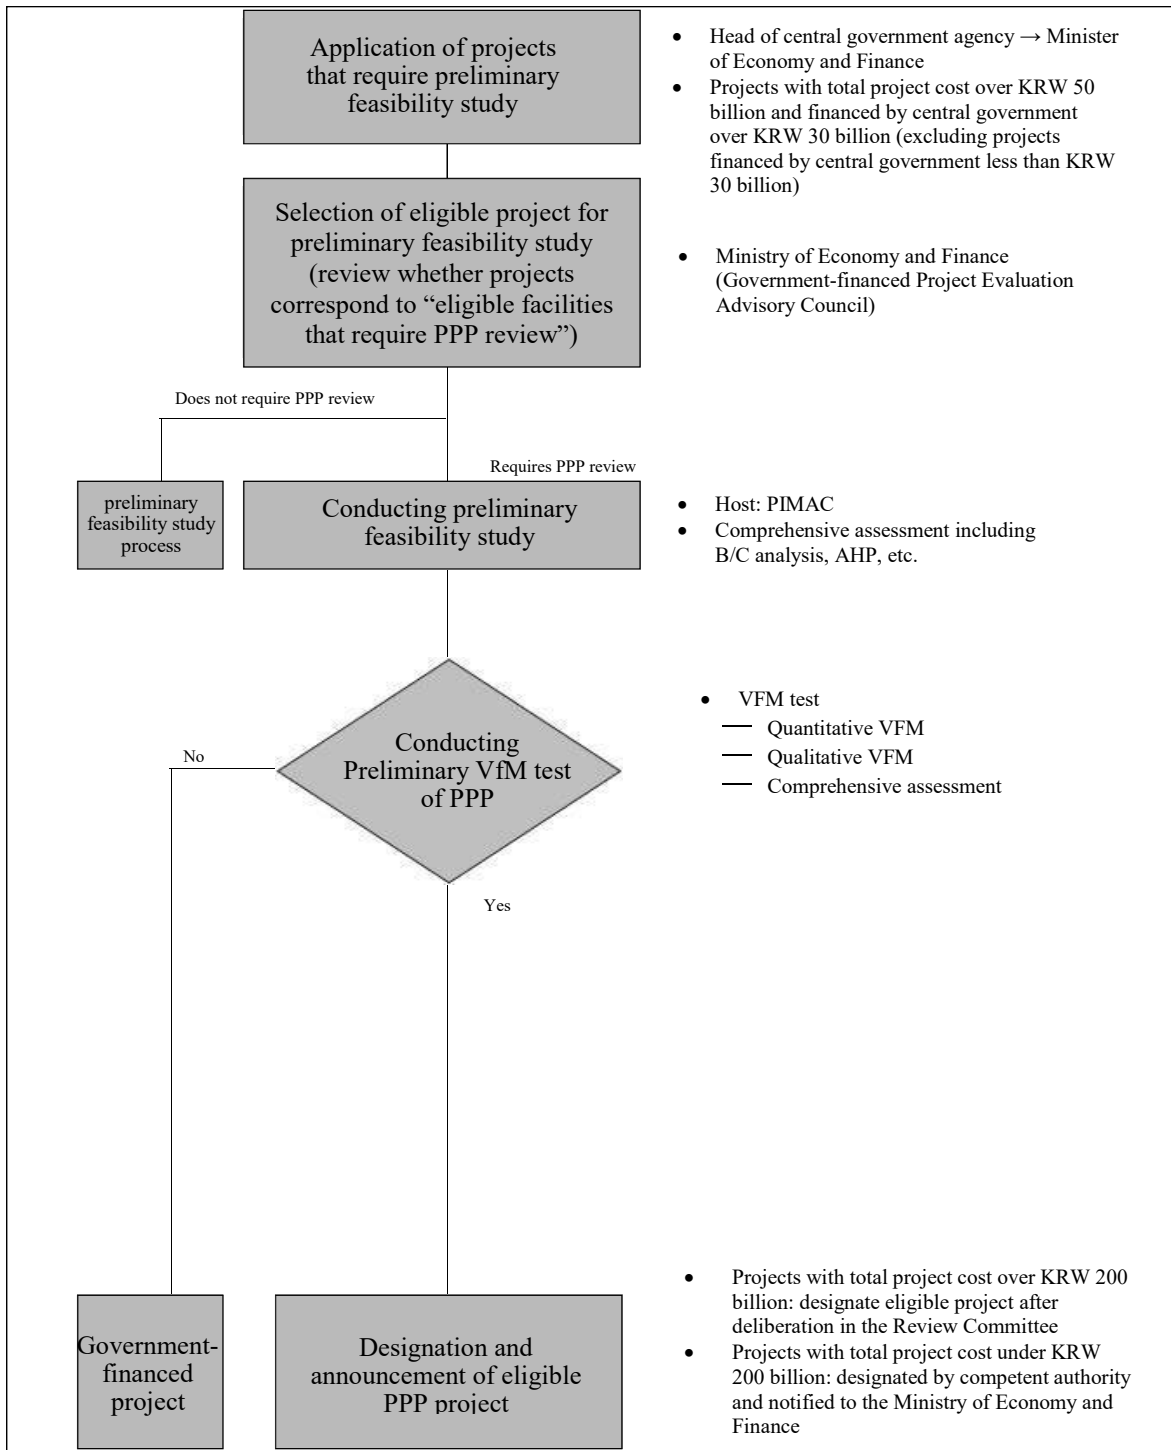 Application of projects
that require preliminary
feasibility study
• Head of central government agency → Minister
of Economy and Finance
• Projects with total project cost over KRW 50
billion and financed by central government
over KRW 30 billion (excluding projects
financed by central government less than KRW
30 billion)
Selection of eligible project for
preliminary feasibility study
(review whether projects
correspond to “eligible facilities
that require PPP review”)
• Ministry of Economy and Finance
(Government-financed Project Evaluation
Advisory Council)
Does not require PPP review
Requires PPP review
preliminary
feasibility study
process
Conducting preliminary
feasibility study
• Host: PIMAC
• Comprehensive assessment including
B/C analysis, AHP, etc.
Conducting
Preliminary VfM test
of PPP
• VFM test
— Quantitative VFM
— Qualitative VFM
— Comprehensive assessment
No
Yes
Government-
financed
project
Designation and
announcement of eligible
PPP project
• Projects with total project cost over KRW 200
billion: designate eligible project after
deliberation in the Review Committee
• Projects with total project cost under KRW
200 billion: designated by competent authority
and notified to the Ministry of Economy and
Finance